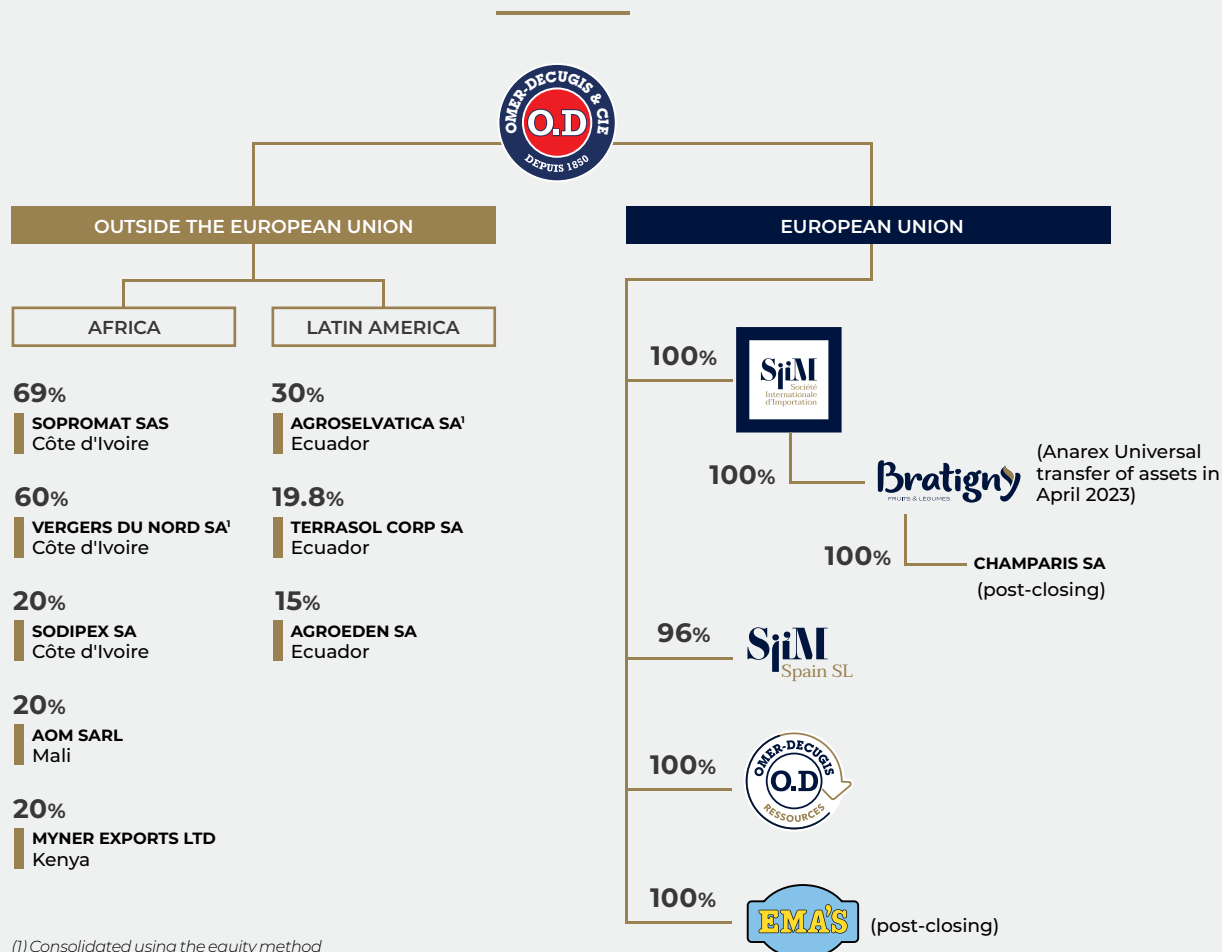 OMER-DECUGIS & CIE
O.D
DEPUIS 1850
OUTSIDE THE EUROPEAN UNION
AFRICA
69%
SOPROMAT SAS
Côte d'Ivoire
60%
VERGERS DU NORD SA¹
Côte d'Ivoire
20%
SODIPEX SA
Côte d'Ivoire
20%
AOM SARL
Mali
20%
MYNER EXPORTS LTD
Kenya
LATIN AMERICA
30%
AGROSELVATICA SA¹
Ecuador
19.8%
TERRASOL CORP SA
Ecuador
15%
AGROEDEN SA
Ecuador
EUROPEAN UNION
100%
SIIM
Société
Internationale
d'Importation
100%
Bratigny
FRUITS & LÉGUMES
(Anarex Universal
transfer of assets in
April 2023)
100%
CHAMPARIS SA
(post-closing)
96%
SIIM
Spain SL
100%
OMER-DECUGIS
O.D
RESSOURCES
100%
EMA'S
(post-closing)
(1) Consolidated using the equity method